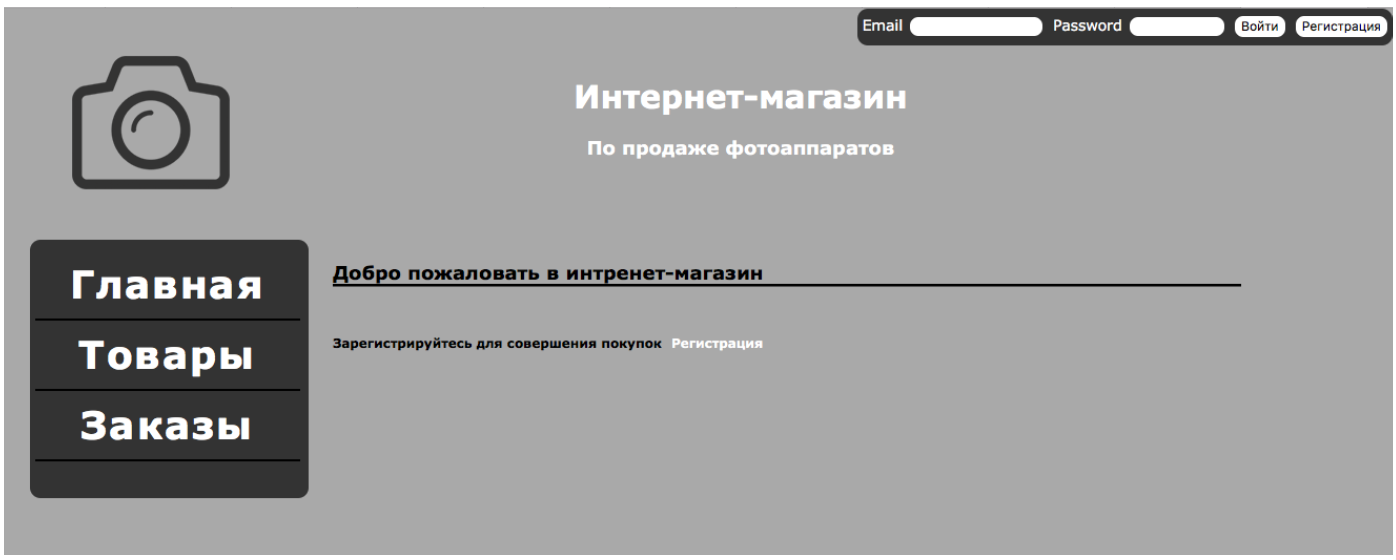 Email Password Войти Регистрация
Интернет-магазин
По продаже фотоаппаратов
Главная
Товары
Заказы
Добро пожаловать в интренет-магазин
Зарегистрируйтесь для совершения покупок Регистрация